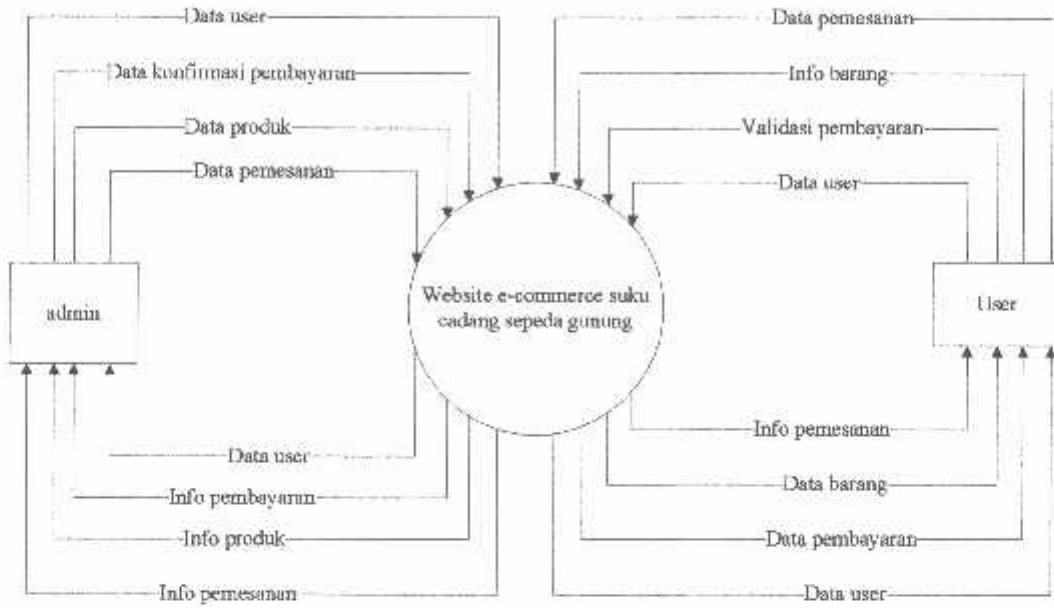 Data user
Data pemesanan
Data konfirmasi pembayaran
Info barang
Data produk
Validasi pembayaran
Data pemesanan
Data user
admin
Website e-commerce suku
cadang sepeda gunung
User
Info pemesanan
Data user
Data barang
Info pembayaran
Info produk
Data pembayaran
Info pemesanan
Data user